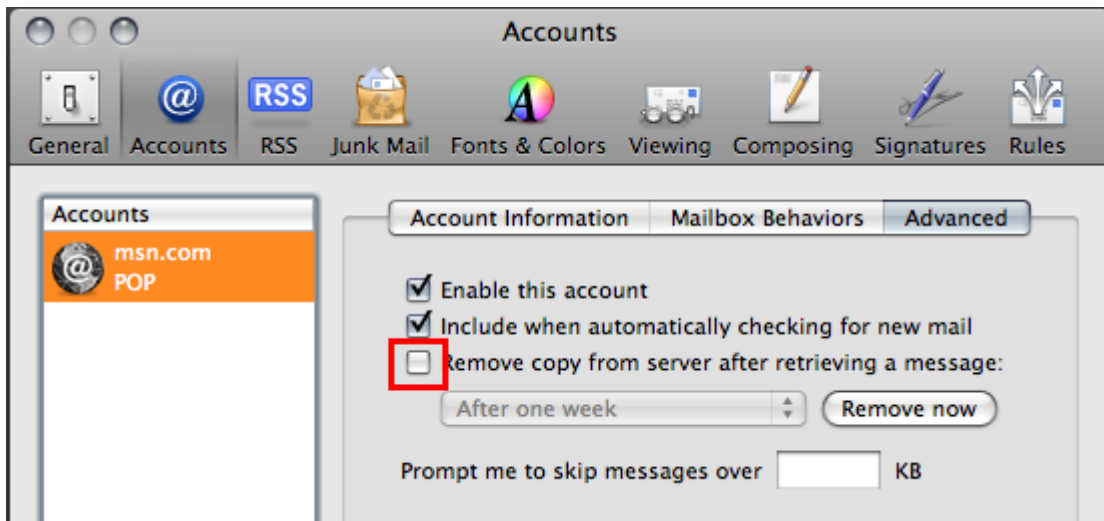 Accounts
RSS
General Accounts RSS Junk Mail Fonts & Colors Viewing Composing Signatures Rules
Accounts
msn.com
POP
Account Information Mailbox Behaviors Advanced
Enable this account
Include when automatically checking for new mail
Remove copy from server after retrieving a message:
After one week Remove now
Prompt me to skip messages over KB